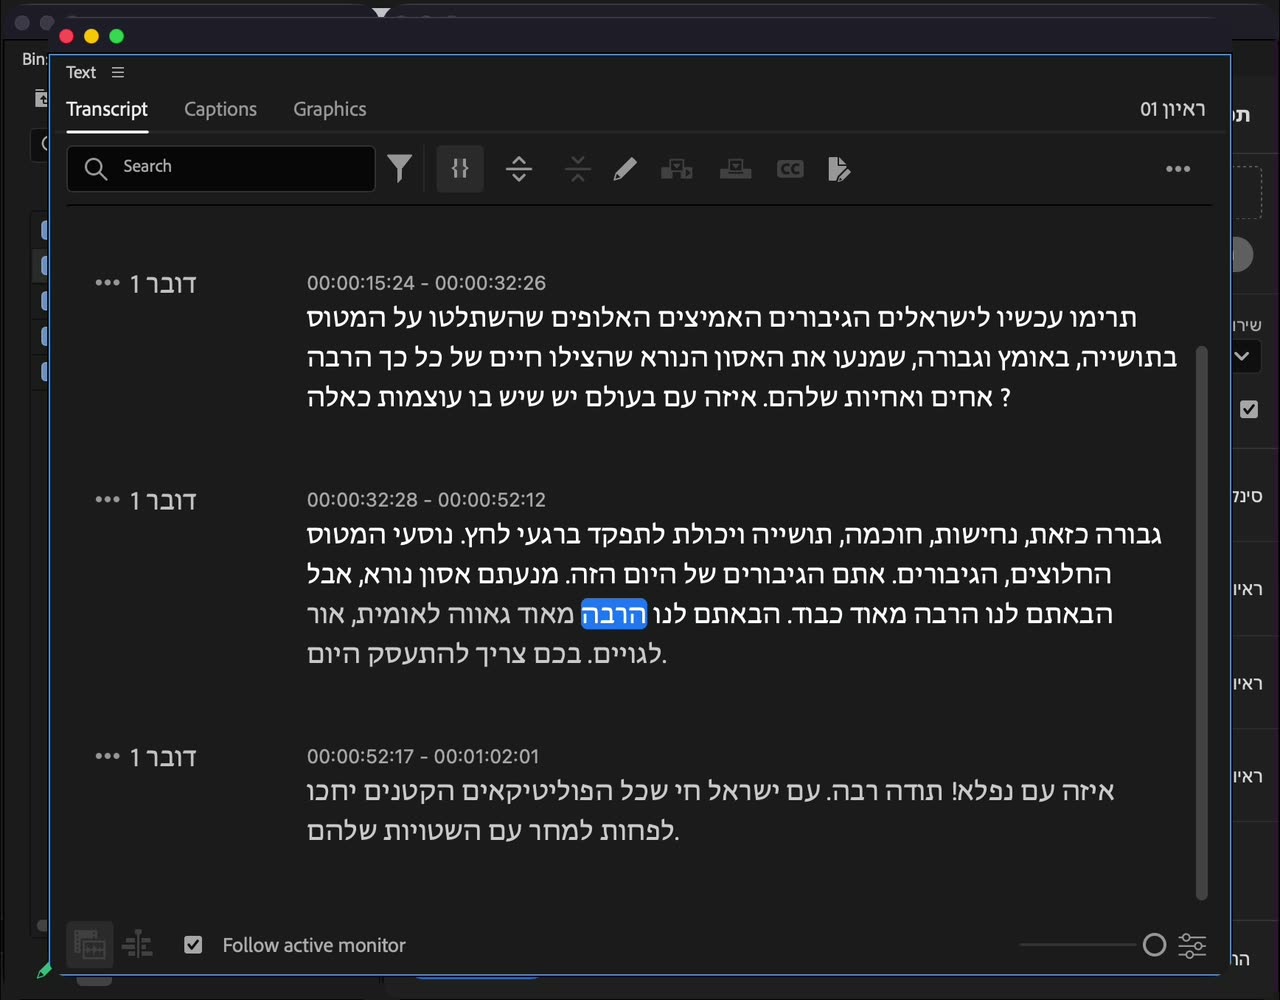 Bin:
Text
Transcript
Captions
Graphics
ראיון 01
Search
דובר 1
00:00:15:24 - 00:00:32:26
תרימו עכשיו לישראלים הגיבורים האמיצים האלופים שהשתלטו על המטוס
בתושייה, באומץ וגבורה, שמנעו את האסון הנורא שהצילו חיים של כל כך הרבה
אחים ואחיות שלהם. איזה עם בעולם יש שיש בו עוצמות כאלה ?
דובר 1
00:00:32:28 - 00:00:52:12
גבורה כזאת, נחישות, חוכמה, תושייה ויכולת לתפקד ברגעי לחץ. נוסעי המטוס
החלוצים, הגיבורים. אתם הגיבורים של היום הזה. מנעתם אסון נורא, אבל
הבאתם לנו הרבה מאוד כבוד. הבאתם לנו הרבה מאוד גאווה לאומית, אור
לגויים. בכם צריך להתעסק היום.
דובר 1
00:00:52:17 - 00:01:02:01
איזה עם נפלא! תודה רבה. עם ישראל חי שכל הפוליטיקאים הקטנים יחכו
לפחות למחר עם השטויות שלהם.
Follow active monitor
CC